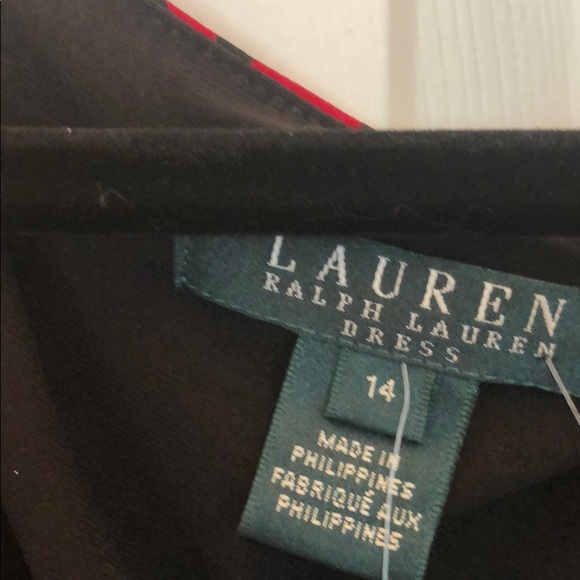 LAUREN
RALPH LAUREN
DRESS
14
MADE IN
PHILIPPINES
FABRIQUÉ AUX
PHILIPPINES